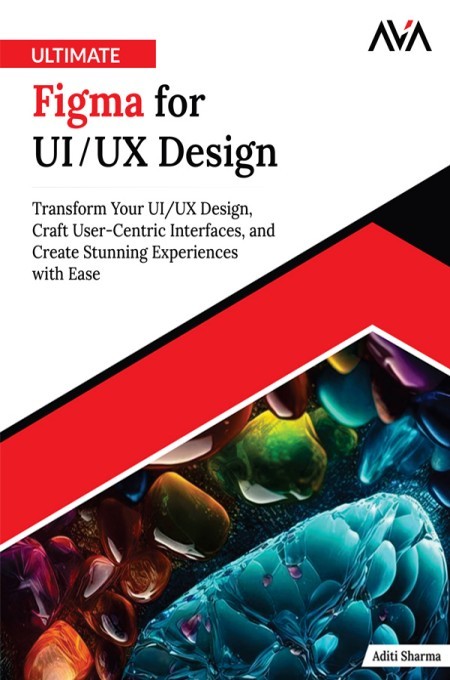 AVA
ULTIMATE
Figma for
UI/UX Design
Transform Your UI/UX Design,
Craft User-Centric Interfaces, and
Create Stunning Experiences
with Ease
Aditi Sharma